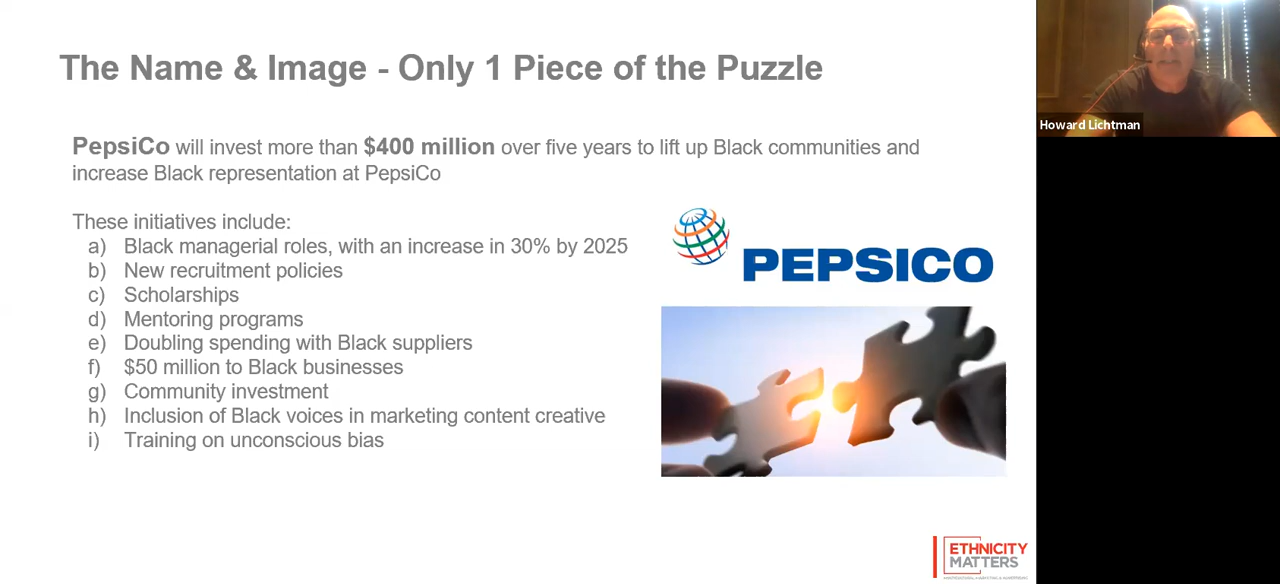 The Name & Image - Only 1 Piece of the Puzzle
PepsiCo will invest more than $400 million over five years to lift up Black communities and
increase Black representation at PepsiCo
These initiatives include:
a) Black managerial roles, with an increase in 30% by 2025
b) New recruitment policies
c) Scholarships
d) Mentoring programs
e) Doubling spending with Black suppliers
f) $50 million to Black businesses
g) Community investment
h) Inclusion of Black voices in marketing content creative
i) Training on unconscious bias
PEPSICO
Howard Lichtman
ETHNICITY
MATTERS